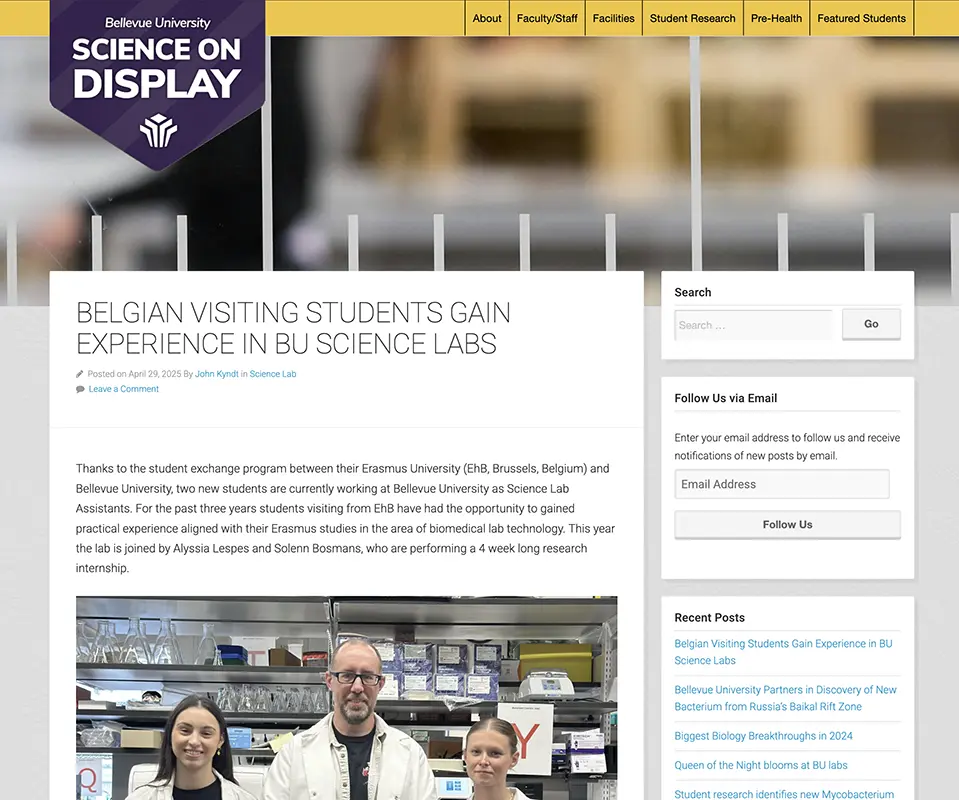 Bellevue University
SCIENCE ON
DISPLAY
About
Faculty/Staff
Facilities
Student Research
Pre-Health
Featured Students
BELGIAN VISITING STUDENTS GAIN
EXPERIENCE IN BU SCIENCE LABS
Posted on April 29, 2025 By John Kyndt in Science Lab
Leave a Comment
Thanks to the student exchange program between their Erasmus University (EhB, Brussels, Belgium) and
Bellevue University, two new students are currently working at Bellevue University as Science Lab
Assistants. For the past three years students visiting from EhB have had the opportunity to gained
practical experience aligned with their Erasmus studies in the area of biomedical lab technology. This year
the lab is joined by Alyssia Lespes and Solenn Bosmans, who are performing a 4 week long research
internship.
T
Y
Q
Search
Search …
Go
Follow Us via Email
Enter your email address to follow us and receive
notifications of new posts by email.
Email Address
Follow Us
Recent Posts
Belgian Visiting Students Gain Experience in BU
Science Labs
Bellevue University Partners in Discovery of New
Bacterium from Russia's Baikal Rift Zone
Biggest Biology Breakthroughs in 2024
Queen of the Night blooms at BU labs
Student research identifies new Mycobacterium